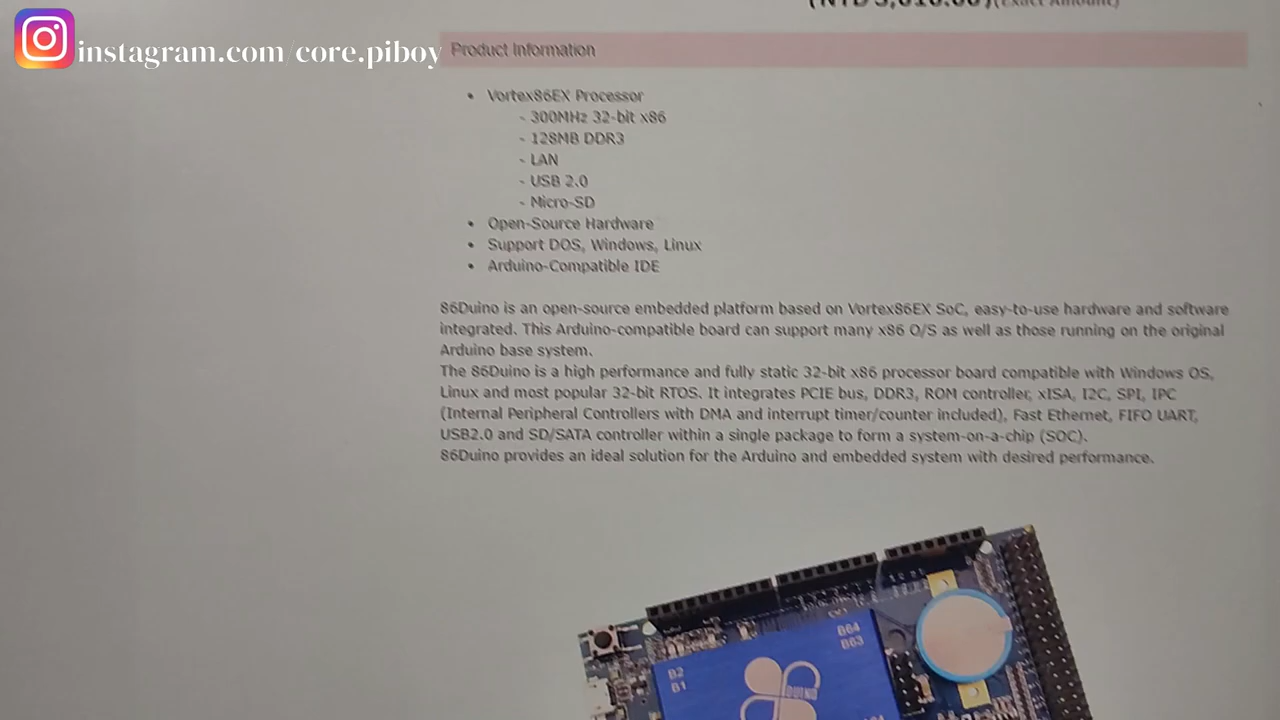 instagram.com/core.piboy
Product Information
• Vortex86EX Processor
- 300MHz 32-bit x86
- 128MB DDR3
- LAN
- USB 2.0
- Micro-SD
• Open-Source Hardware
• Support DOS, Windows, Linux
• Arduino-Compatible IDE
86Duino is an open-source embedded platform based on Vortex86EX SoC, easy-to-use hardware and software
integrated. This Arduino-compatible board can support many x86 O/S as well as those running on the original
Arduino base system.
The 86Duino is a high performance and fully static 32-bit x86 processor board compatible with Windows OS,
Linux and most popular 32-bit RTOS. It integrates PCIE bus, DDR3, ROM controller, xISA, I2C, SPI, IPC
(Internal Peripheral Controllers with DMA and interrupt timer/counter included), Fast Ethernet, FIFO UART,
USB2.0 and SD/SATA controller within a single package to form a system-on-a-chip (SOC).
86Duino provides an ideal solution for the Arduino and embedded system with desired performance.
B64
B63
B2
B1
DUINO